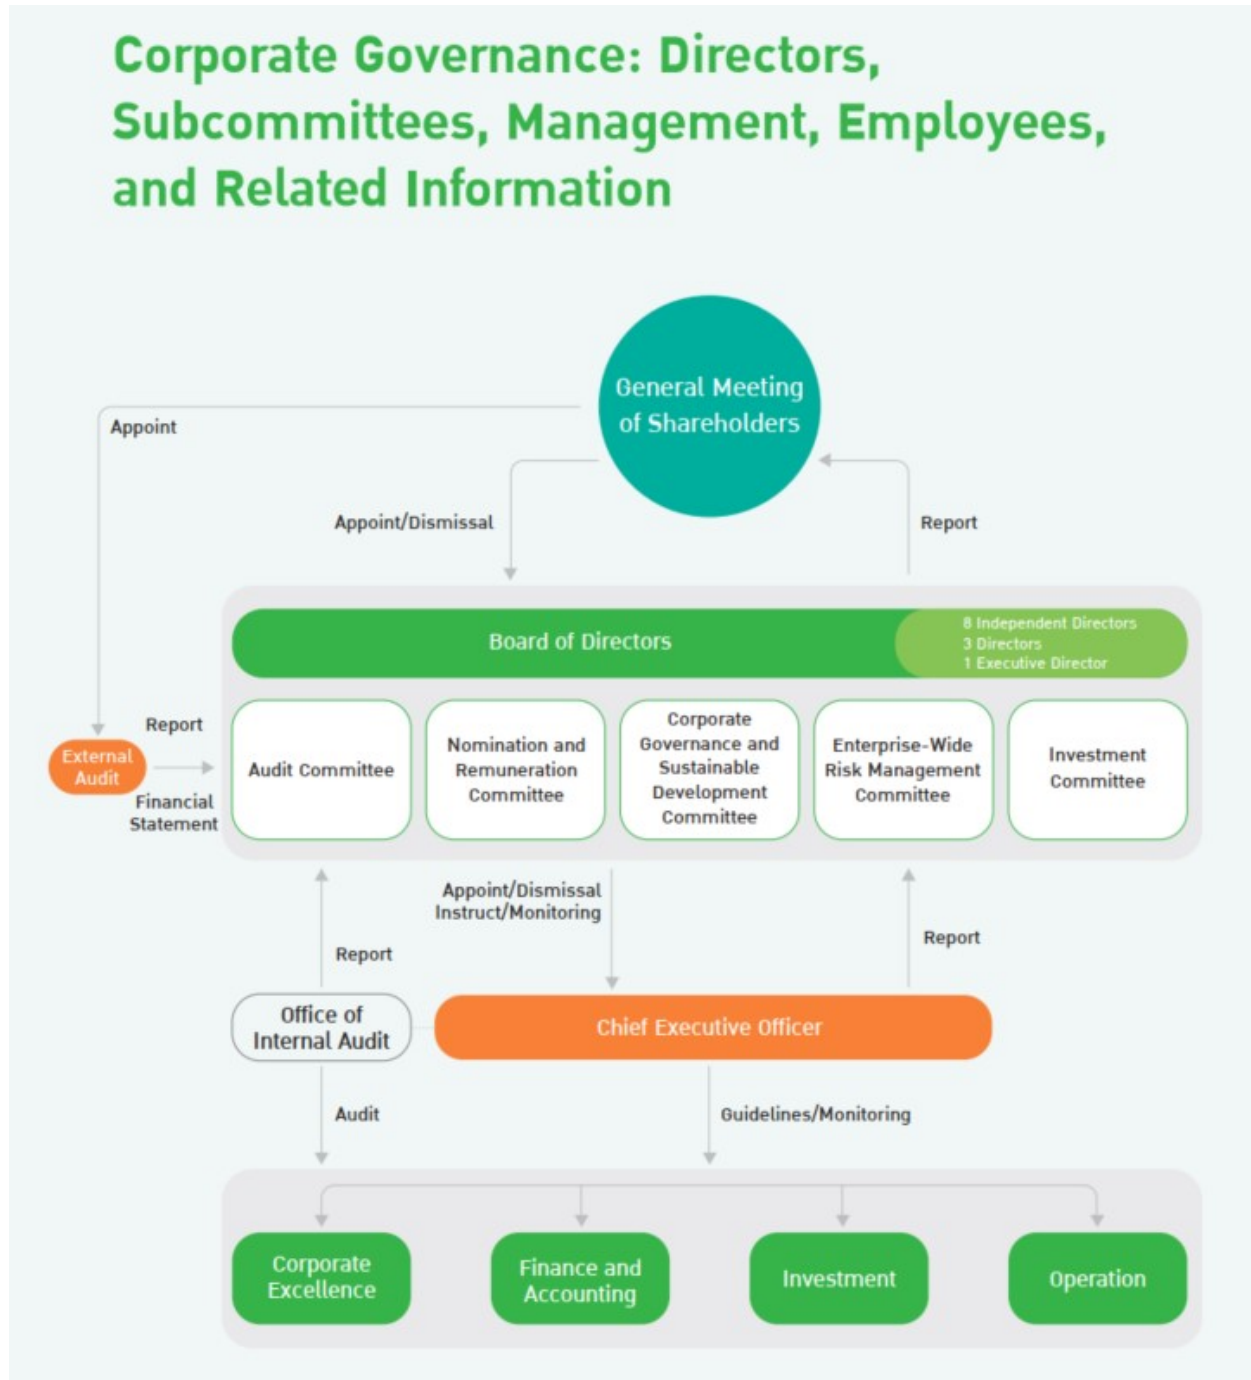 Corporate Governance: Directors,
Subcommittees, Management, Employees,
and Related Information
General Meeting
of Shareholders
Appoint
Appoint/Dismissal
Report
Board of Directors
8 Independent Directors
3 Directors
1 Executive Director
External
Audit
Report
Financial
Statement
Audit Committee
Nomination and
Remuneration
Committee
Corporate
Governance and
Sustainable
Development
Committee
Enterprise-Wide
Risk Management
Committee
Investment
Committee
Appoint/Dismissal
Instruct/Monitoring
Report
Report
Office of
Internal Audit
Chief Executive Officer
Audit
Guidelines/Monitoring
Corporate
Excellence
Finance and
Accounting
Investment
Operation